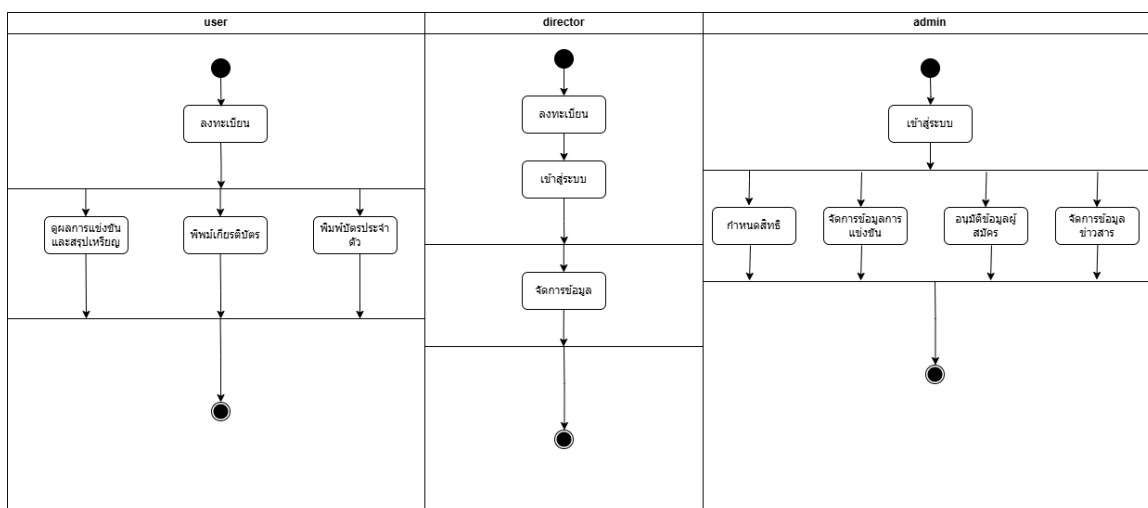 user
director
admin
ลงทะเบียน
ดูผลการแข่งขัน
และสรุปเหรียญ
พิพม์เกียรติบัตร
พิมพ์บัตรประจำ
ตัว
ลงทะเบียน
เข้าสู่ระบบ
จัดการข้อมูล
เข้าสู่ระบบ
กำหนดสิทธิ
จัดการข้อมูลการ
แข่งขัน
อนุมัติข้อมูลผู้
สมัคร
จัดการข้อมูล
ข่าวสาร